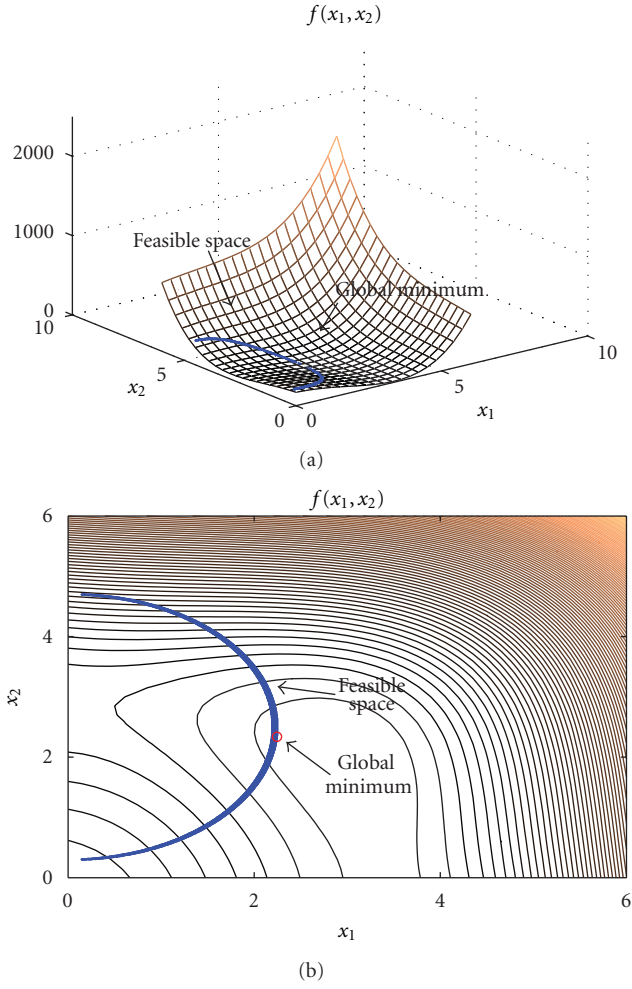 f(x1, x2)
2000
1000
0
10
Feasible space
Global minimum
5
x2
0
0
x1
5
10
(a)
f(x1, x2)
6
4
x2
2
0
Feasible
space
Global
minimum
0
2
4
6
x1
(b)